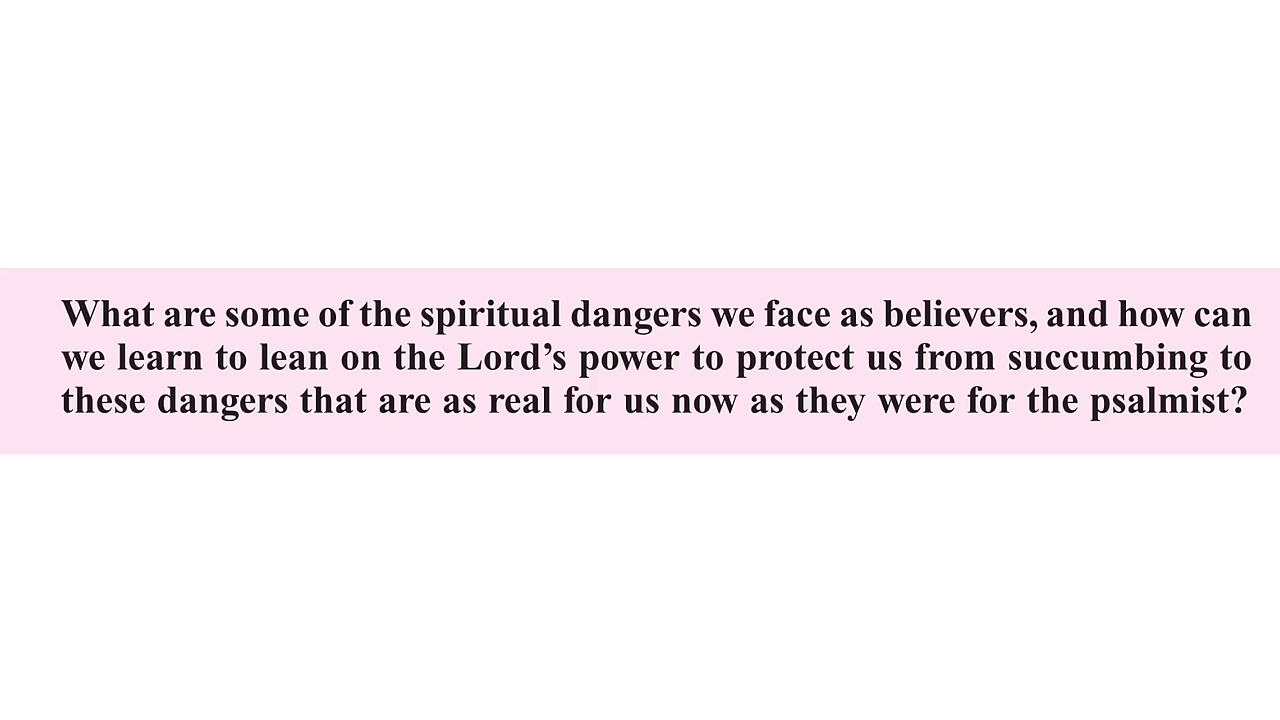 What are some of the spiritual dangers we face as believers, and how can
we learn to lean on the Lord’s power to protect us from succumbing to
these dangers that are as real for us now as they were for the psalmist?